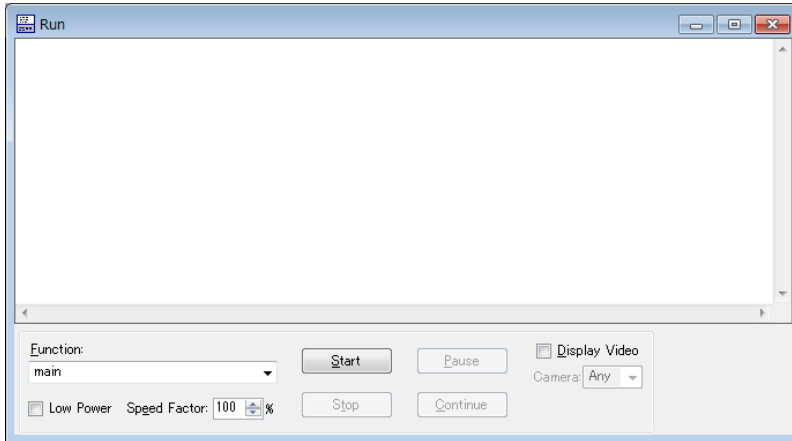 Run
Function:
main
Start
Pause
Display Video
Camera: Any
Low Power
Speed Factor: 100 %
Stop
Continue